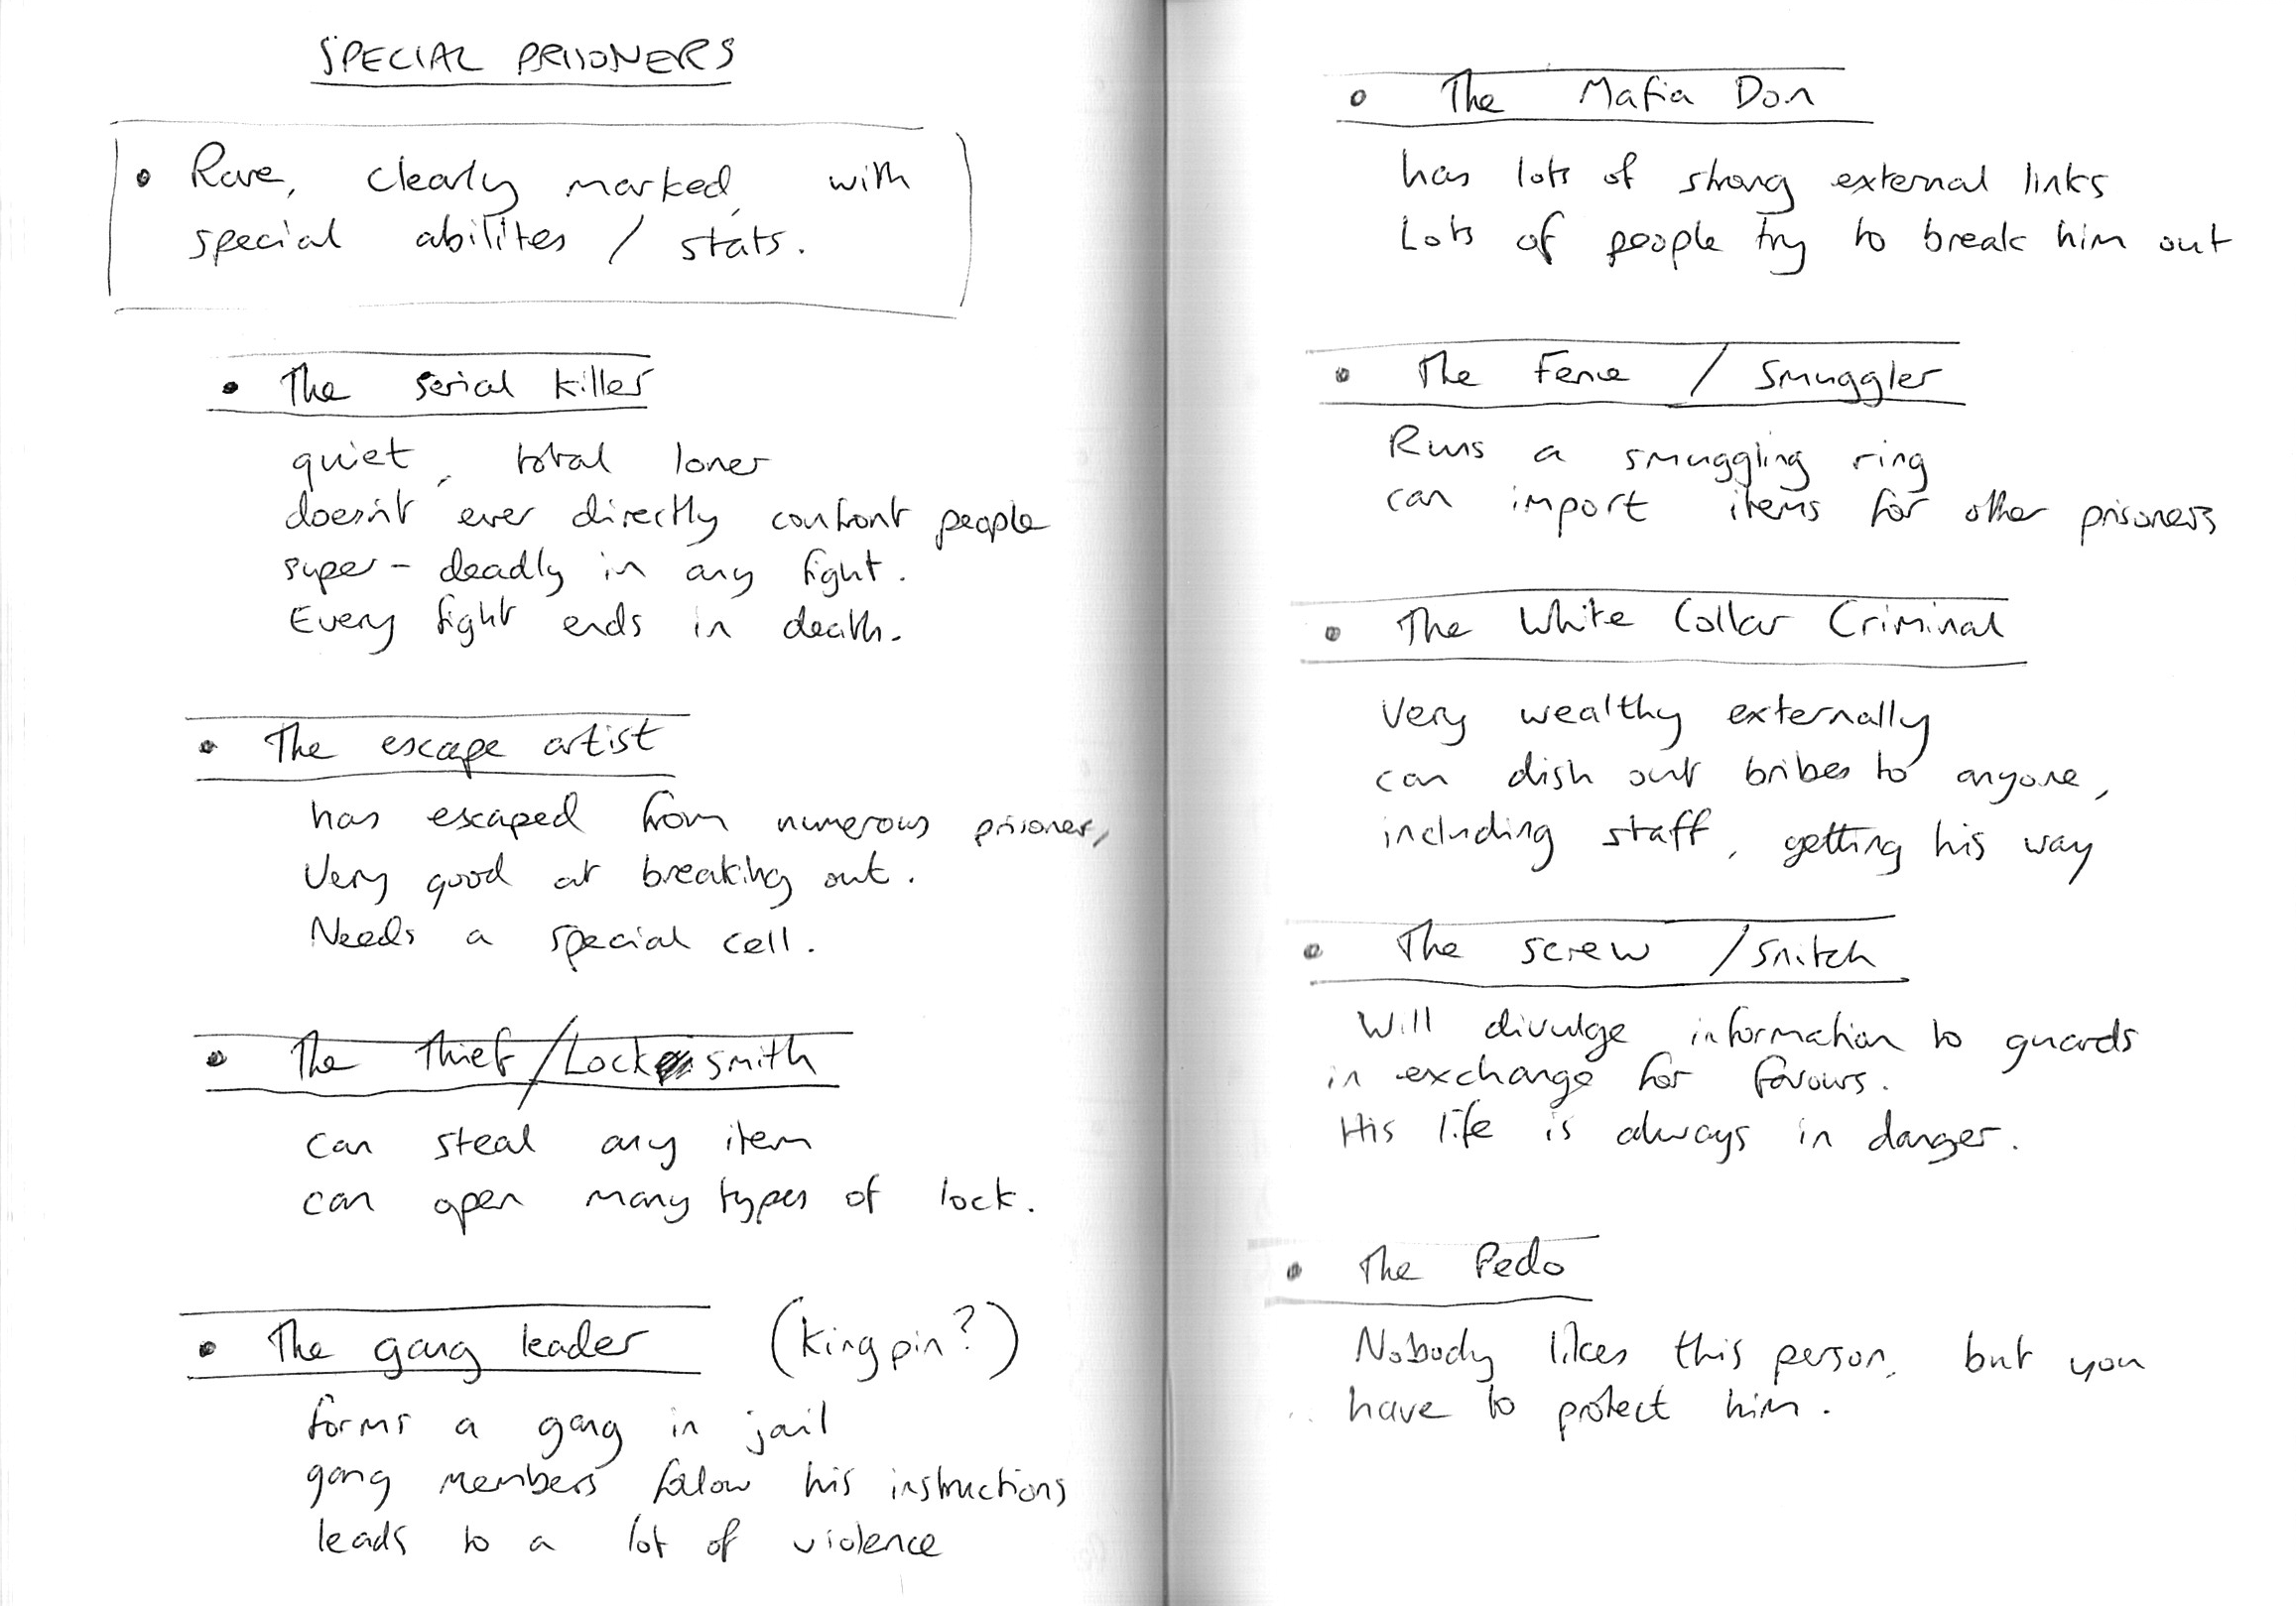 SPECIAL PRISONERS
• Rare, clearly marked, with
special abilites / stats.
• The serial killer
quiet, total loner
doesn't ever directly confront people
super-deadly in any fight.
Every fight ends in death.
• The escape artist
has escaped from numerous prisoner,
Very good at breaking out.
Needs a special cell.
• The Thief / Locksmith
can steal any item
can open many types of lock.
• The gang leader (kingpin?)
forms a gang in jail
gang members follow his instructions
leads to a lot of violence
• The Mafia Don
has lots of strong external links
Lots of people try to break him out
• The Fence / Smuggler
Runs a smuggling ring
can import items for other prisoners
• The White Collar Criminal
Very wealthy externally
can dish out bribes to anyone,
including staff, getting his way
• The screw / snitch
Will divulge information to guards
in exchange for favours.
His life is always in danger.
• The Pedo
Nobody likes this person, but you
have to protect him.